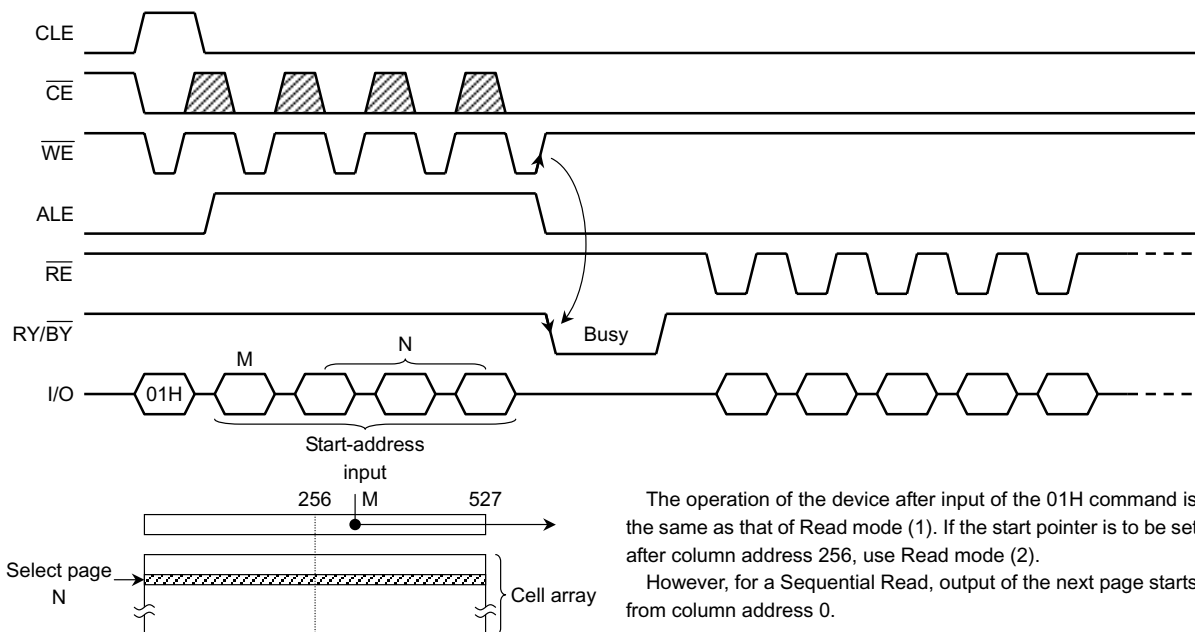 CLE
CE
WE
ALE
RE
RY/BY
Busy
N
M
I/O
01H
Start-address
input
256
M
527
Select page
N
Cell array
The operation of the device after input of the 01H command is
the same as that of Read mode (1). If the start pointer is to be set
after column address 256, use Read mode (2).
However, for a Sequential Read, output of the next page starts
from column address 0.